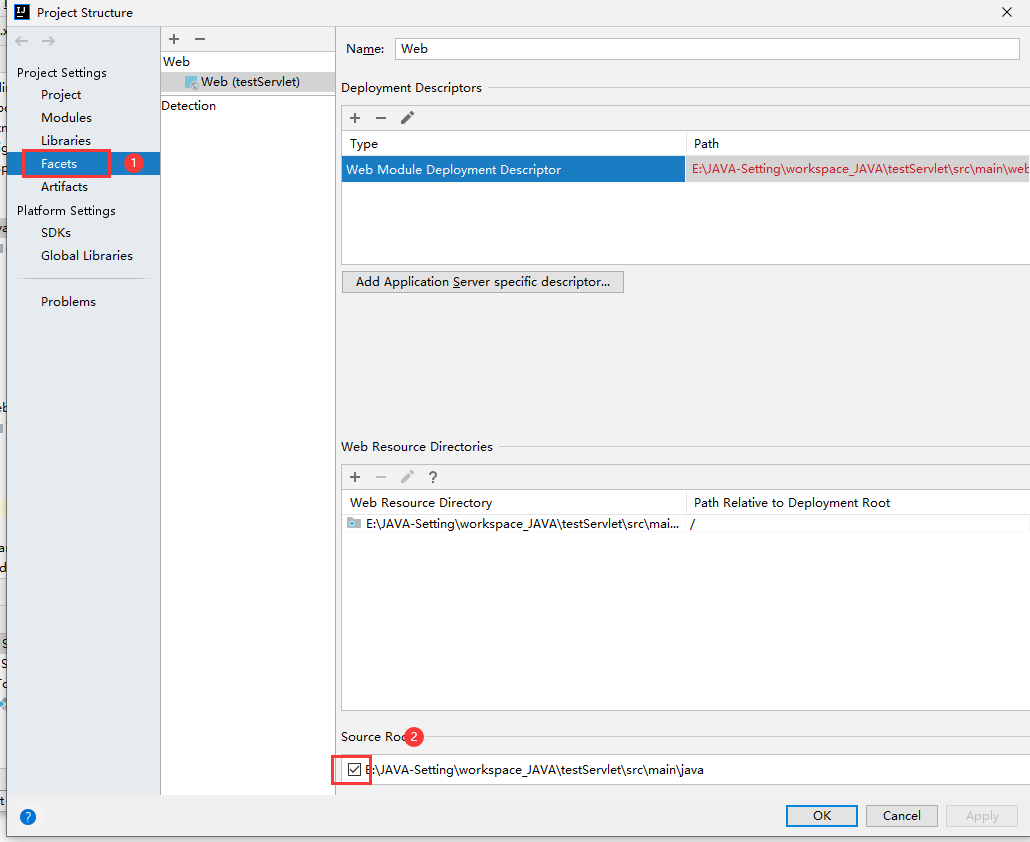 Project Structure
Project Settings
Project
Modules
Libraries
Facets
1
Artifacts
Platform Settings
SDKs
Global Libraries
Problems
Web
Web (testServlet)
Detection
Name: Web
Deployment Descriptors
Type Path
Web Module Deployment Descriptor E:\JAVA-Setting\workspace_JAVA\testServlet\src\main\web
Add Application Server specific descriptor...
Web Resource Directories
?
Web Resource Directory Path Relative to Deployment Root
E:\JAVA-Setting\workspace_JAVA\testServlet\src\mai... /
Source Roo
2
E:\JAVA-Setting\workspace_JAVA\testServlet\src\main\java
? OK Cancel Apply